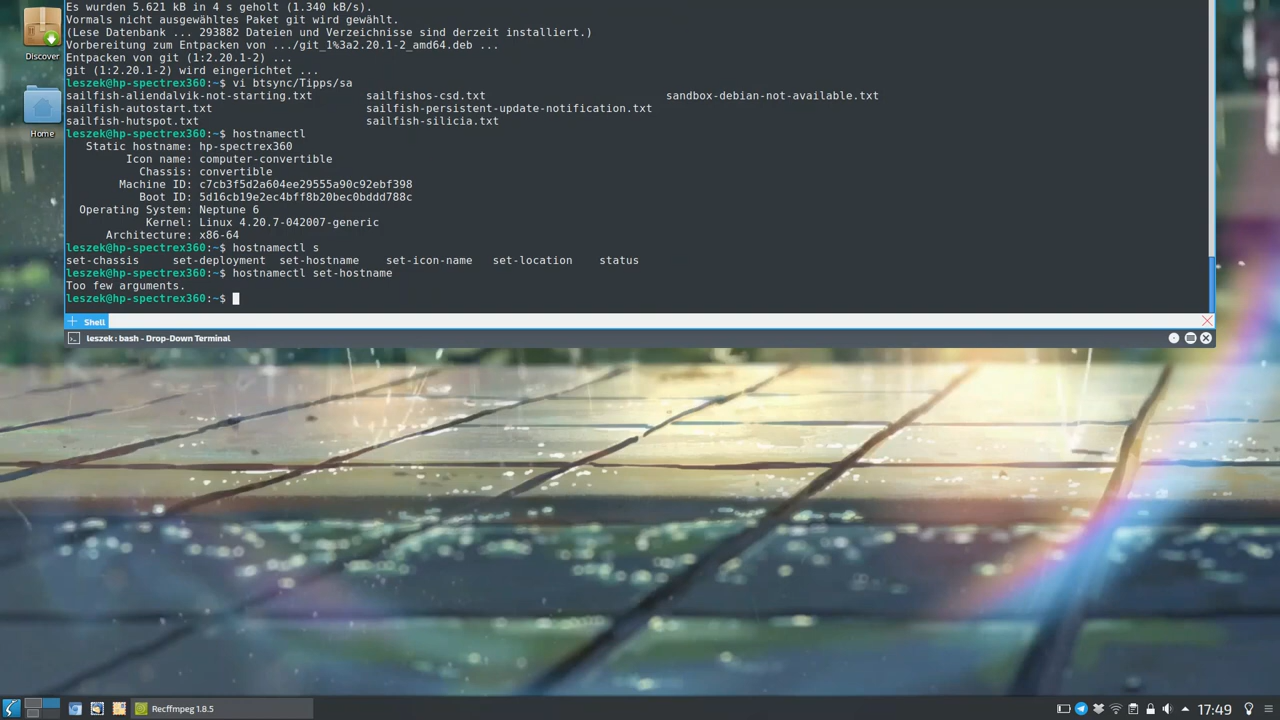 Es wurden 5.621 kB in 4 s geholt (1.340 kB/s).
Vormals nicht ausgewähltes Paket git wird gewählt.
(Lese Datenbank ... 293882 Dateien und Verzeichnisse sind derzeit installiert.)
Vorbereitung zum Entpacken von .../git_1%3a2.20.1-2_amd64.deb ...
Entpacken von git (1:2.20.1-2) ...
git (1:2.20.1-2) wird eingerichtet ...
leszek@hp-spectrex360:~$ vi btsync/Tipps/sa
sailfish-aliendalvik-not-starting.txt sailfishos-csd.txt sandbox-debian-not-available.txt
sailfish-autostart.txt sailfish-persistent-update-notification.txt
sailfish-hutspot.txt sailfish-silicia.txt
leszek@hp-spectrex360:~$ hostnamectl
Static hostname: hp-spectrex360
Icon name: computer-convertible
Chassis: convertible
Machine ID: c7cb3f5d2a604ee29555a90c92ebf398
Boot ID: 5d16cb19e2ec4bff8b20bec0bddd788c
Operating System: Neptune 6
Kernel: Linux 4.20.7-042007-generic
Architecture: x86-64
leszek@hp-spectrex360:~$ hostnamectl s
set-chassis set-deployment set-hostname set-icon-name set-location status
leszek@hp-spectrex360:~$ hostnamectl set-hostname
Too few arguments.
leszek@hp-spectrex360:~$
Shell
leszek : bash - Drop-Down Terminal
Discover
Home
Recffmpeg 1.8.5
17:49